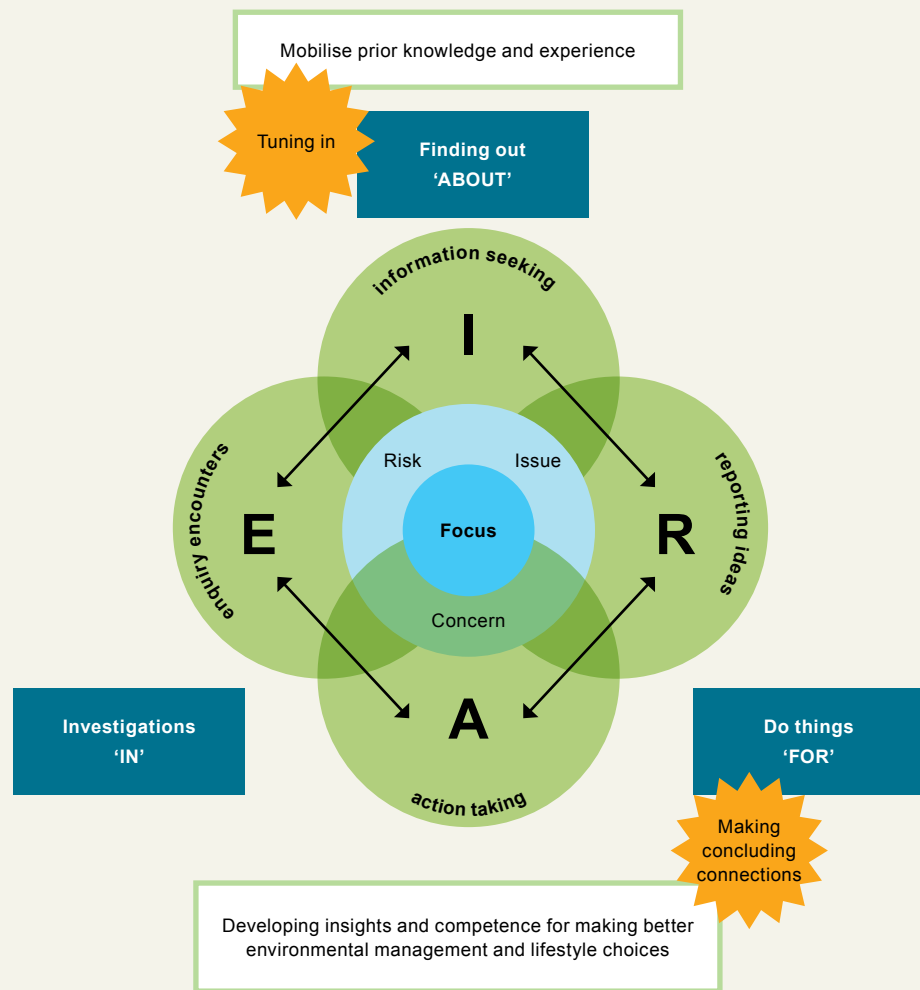 Mobilise prior knowledge and experience
Tuning in
Finding out
‘ABOUT’
information seeking
I
Risk
Issue
enquiry encounters
E
Focus
R
reporting ideas
Concern
Investigations
‘IN’
A
action taking
Do things
‘FOR’
Making
concluding
connections
Developing insights and competence for making better
environmental management and lifestyle choices